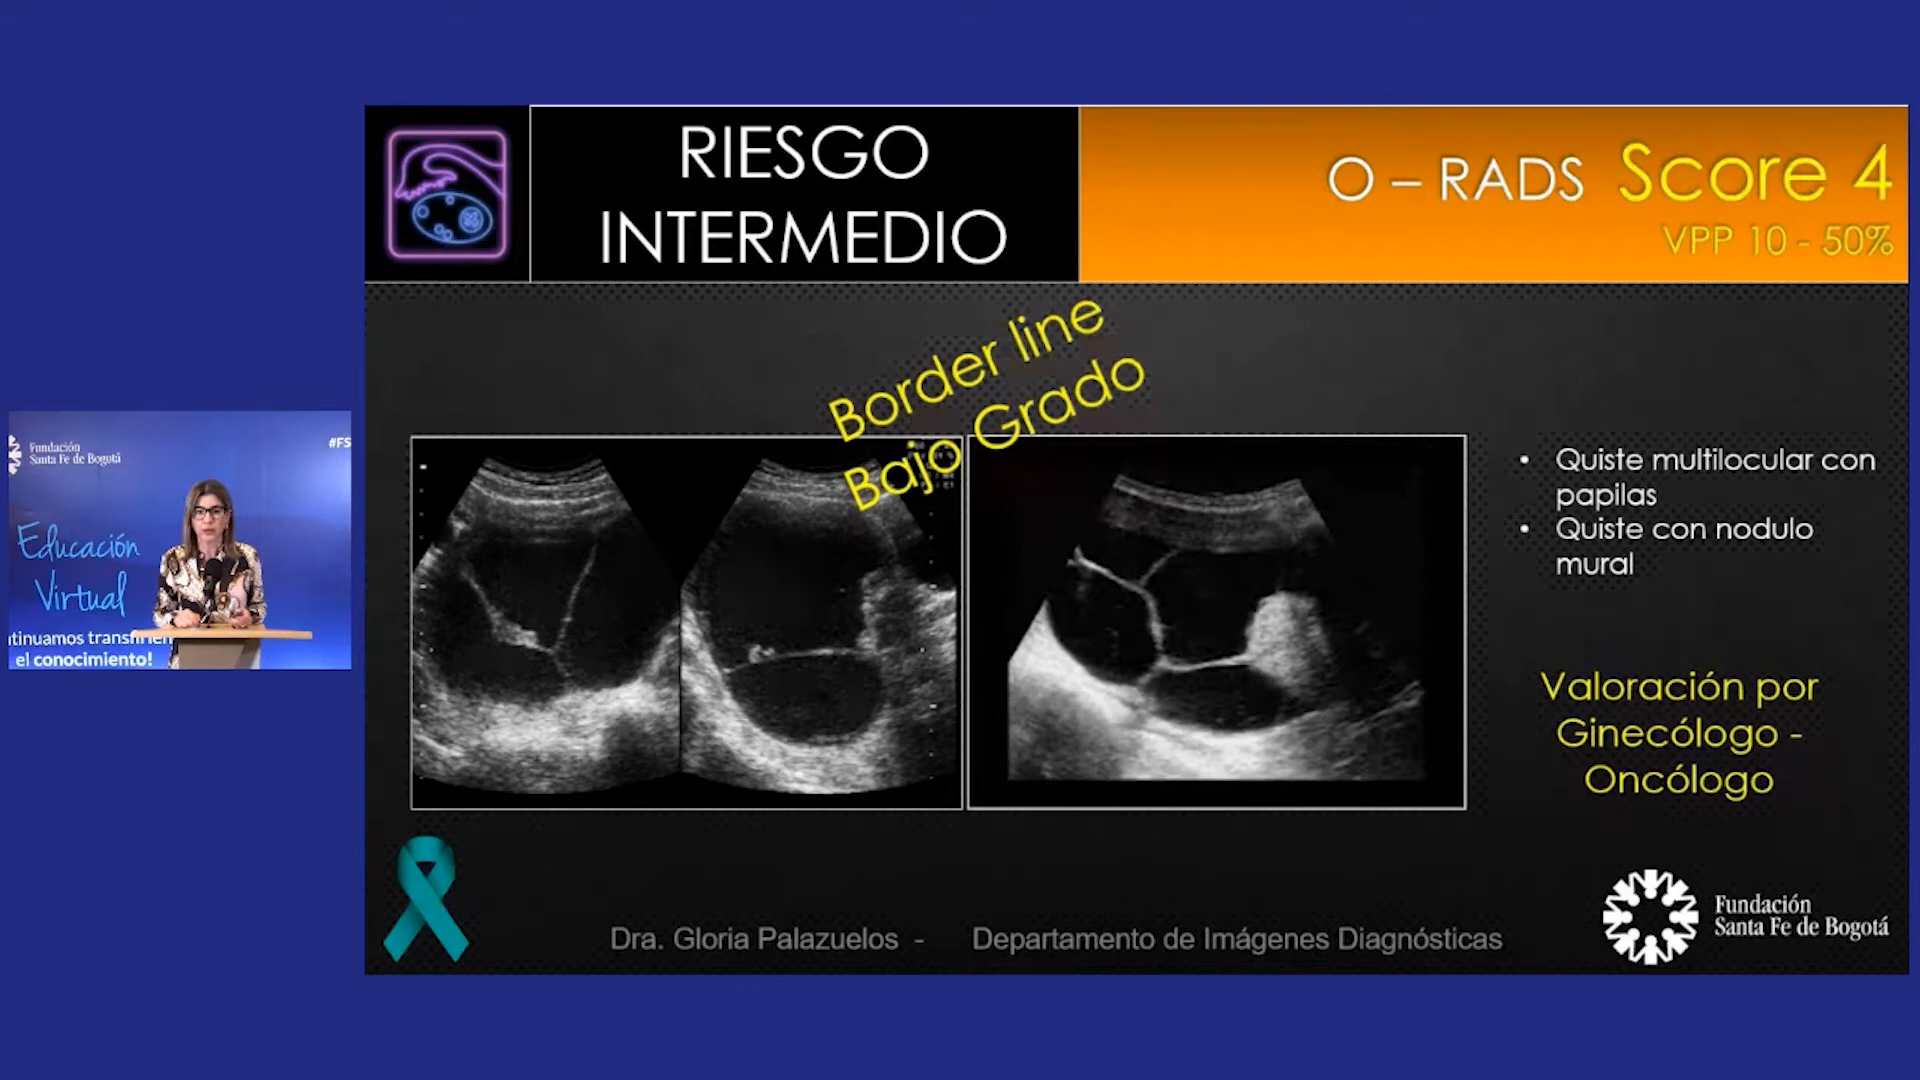 RIESGO
INTERMEDIO
O – RADS Score 4
VPP 10 - 50%
Border line
Bajo Grado
• Quiste multilocular con
papilas
• Quiste con nodulo
mural
Valoración por
Ginecólogo -
Oncólogo
Dra. Gloria Palazuelos - Departamento de Imágenes Diagnósticas
Fundación
Santa Fe de Bogotá
Fundación
Santa Fe de Bogotá
#FS
Educación
Virtual
el conocimiento!